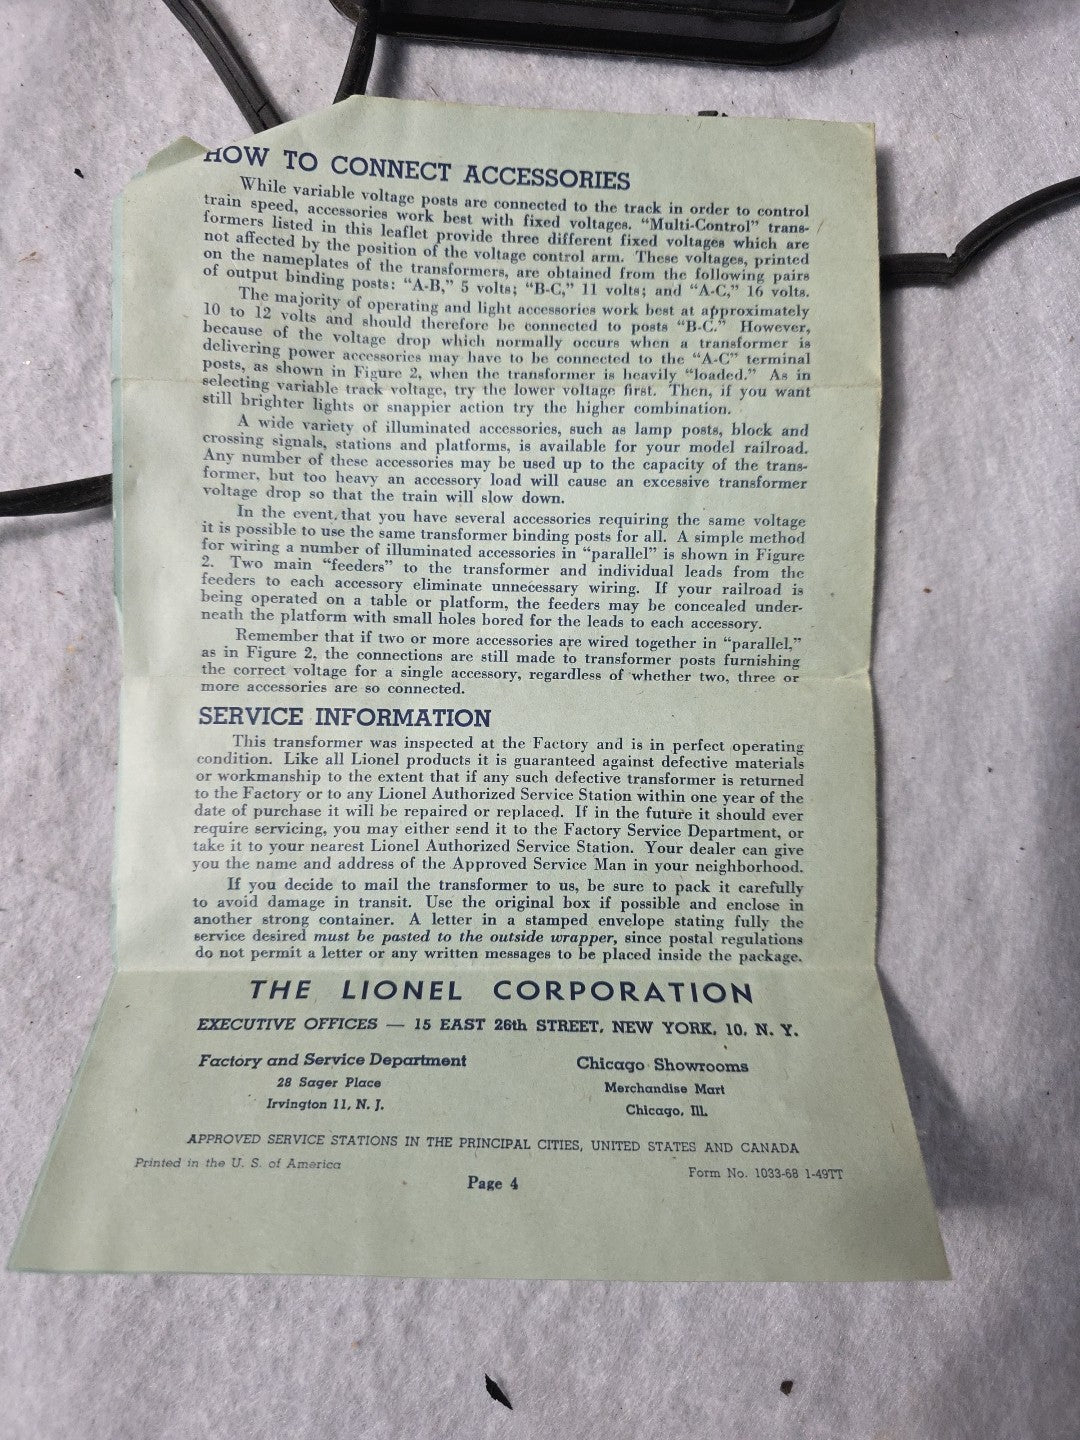 HOW TO CONNECT ACCESSORIES
While variable voltage posts are connected to the track in order to control
train speed, accessories work best with fixed voltages. “Multi-Control” trans-
formers listed in this leaflet provide three different fixed voltages which are
not affected by the position of the voltage control arm. These voltages, printed
on the nameplates of the transformers, are obtained from the following pairs
of output binding posts: “A-B,” 5 volts; “B-C,” 11 volts; and “A-C,” 16 volts.
The majority of operating and light accessories work best at approximately
10 to 12 volts and should therefore be connected to posts “B-C.” However,
because of the voltage drop which normally occurs when a transformer is
delivering power accessories may have to be connected to the “A-C” terminal
posts, as shown in Figure 2, when the transformer is heavily “loaded.” As in
selecting variable track voltage, try the lower voltage first. Then, if you want
still brighter lights or snappier action try the higher combination.
A wide variety of illuminated accessories, such as lamp posts, block and
crossing signals, stations and platforms, is available for your model railroad.
Any number of these accessories may be used up to the capacity of the trans-
former, but too heavy an accessory load will cause an excessive transformer
voltage drop so that the train will slow down.
In the event, that you have several accessories requiring the same voltage
it is possible to use the same transformer binding posts for all. A simple method
for wiring a number of illuminated accessories in “parallel” is shown in Figure
2. Two main “feeders” to the transformer and individual leads from the
feeders to each accessory eliminate unnecessary wiring. If your railroad is
being operated on a table or platform, the feeders may be concealed under-
neath the platform with small holes bored for the leads to each accessory.
Remember that if two or more accessories are wired together in “parallel,”
as in Figure 2, the connections are still made to transformer posts furnishing
the correct voltage for a single accessory, regardless of whether two, three or
more accessories are so connected.
SERVICE INFORMATION
This transformer was inspected at the Factory and is in perfect operating
condition. Like all Lionel products it is guaranteed against defective materials
or workmanship to the extent that if any such defective transformer is returned
to the Factory or to any Lionel Authorized Service Station within one year of the
date of purchase it will be repaired or replaced. If in the future it should ever
require servicing, you may either send it to the Factory Service Department, or
take it to your nearest Lionel Authorized Service Station. Your dealer can give
you the name and address of the Approved Service Man in your neighborhood.
If you decide to mail the transformer to us, be sure to pack it carefully
to avoid damage in transit. Use the original box if possible and enclose in
another strong container. A letter in a stamped envelope stating fully the
service desired must be pasted to the outside wrapper, since postal regulations
do not permit a letter or any written messages to be placed inside the package.
THE LIONEL CORPORATION
EXECUTIVE OFFICES — 15 EAST 26th STREET, NEW YORK, 10, N. Y.
Factory and Service Department
28 Sager Place
Irvington 11, N. J.
Chicago Showrooms
Merchandise Mart
Chicago, Ill.
APPROVED SERVICE STATIONS IN THE PRINCIPAL CITIES, UNITED STATES AND CANADA
Printed in the U. S. of America
Form No. 1033-68 1-49TT
Page 4